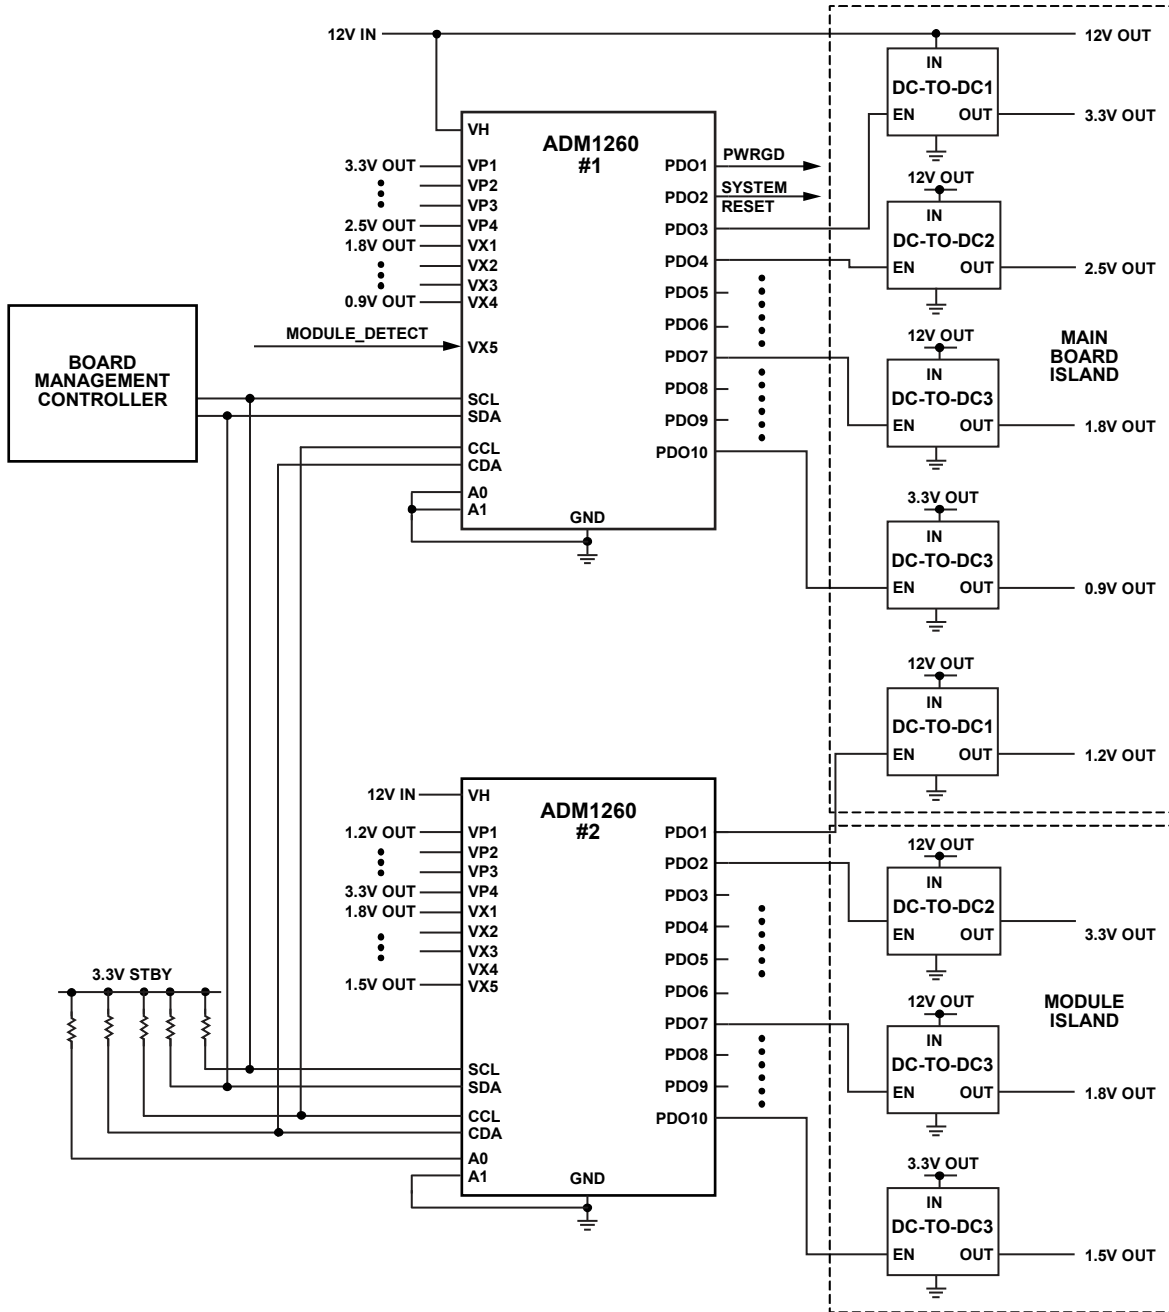 12V IN
12V OUT
IN
DC-TO-DC1
EN
OUT
3.3V OUT
VH
ADM1260
#1
3.3V OUT
VP1
VP2
VP3
2.5V OUT
VP4
1.8V OUT
VX1
VX2
VX3
0.9V OUT
VX4
MODULE_DETECT
VX5
SCL
SDA
CCL
CDA
A0
A1
GND
PDO1
PWRGD
PDO2
SYSTEM
RESET
PDO3
PDO4
PDO5
PDO6
PDO7
PDO8
PDO9
PDO10
BOARD
MANAGEMENT
CONTROLLER
12V OUT
IN
DC-TO-DC2
EN
OUT
2.5V OUT
MAIN
BOARD
ISLAND
12V OUT
IN
DC-TO-DC3
EN
OUT
1.8V OUT
3.3V OUT
IN
DC-TO-DC3
EN
OUT
0.9V OUT
12V OUT
IN
DC-TO-DC1
EN
OUT
1.2V OUT
12V IN
VH
ADM1260
#2
1.2V OUT
VP1
VP2
VP3
3.3V OUT
VP4
1.8V OUT
VX1
VX2
VX3
VX4
1.5V OUT
VX5
3.3V STBY
SCL
SDA
CCL
CDA
A0
A1
GND
PDO1
PDO2
PDO3
PDO4
PDO5
PDO6
PDO7
PDO8
PDO9
PDO10
12V OUT
IN
DC-TO-DC2
EN
OUT
3.3V OUT
MODULE
ISLAND
12V OUT
IN
DC-TO-DC3
EN
OUT
1.8V OUT
3.3V OUT
IN
DC-TO-DC3
EN
OUT
1.5V OUT